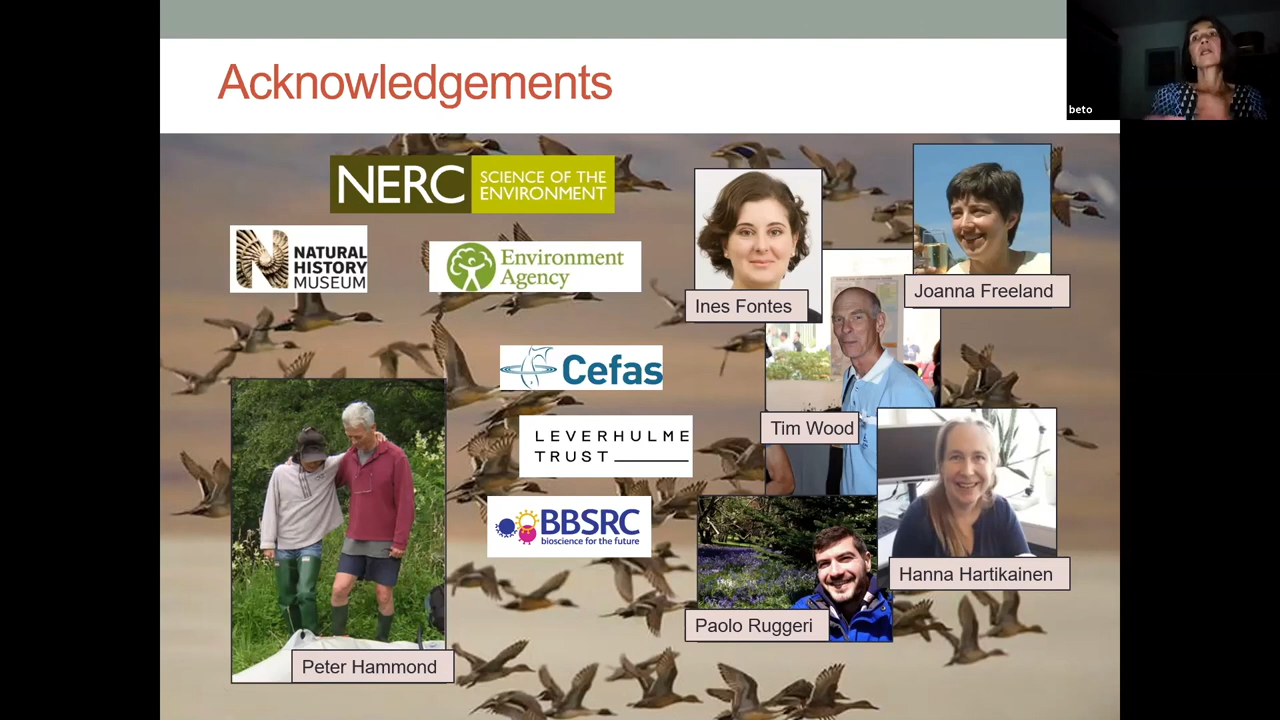 Acknowledgements
beto
NERC SCIENCE OF THE
ENVIRONMENT
NATURAL
HISTORY
MUSEUM
Environment
Agency
Cefas
LEVERHULME
TRUST
BBSRC
bioscience for the future
Ines Fontes
Joanna Freeland
Tim Wood
Hanna Hartikainen
Paolo Ruggeri
Peter Hammond